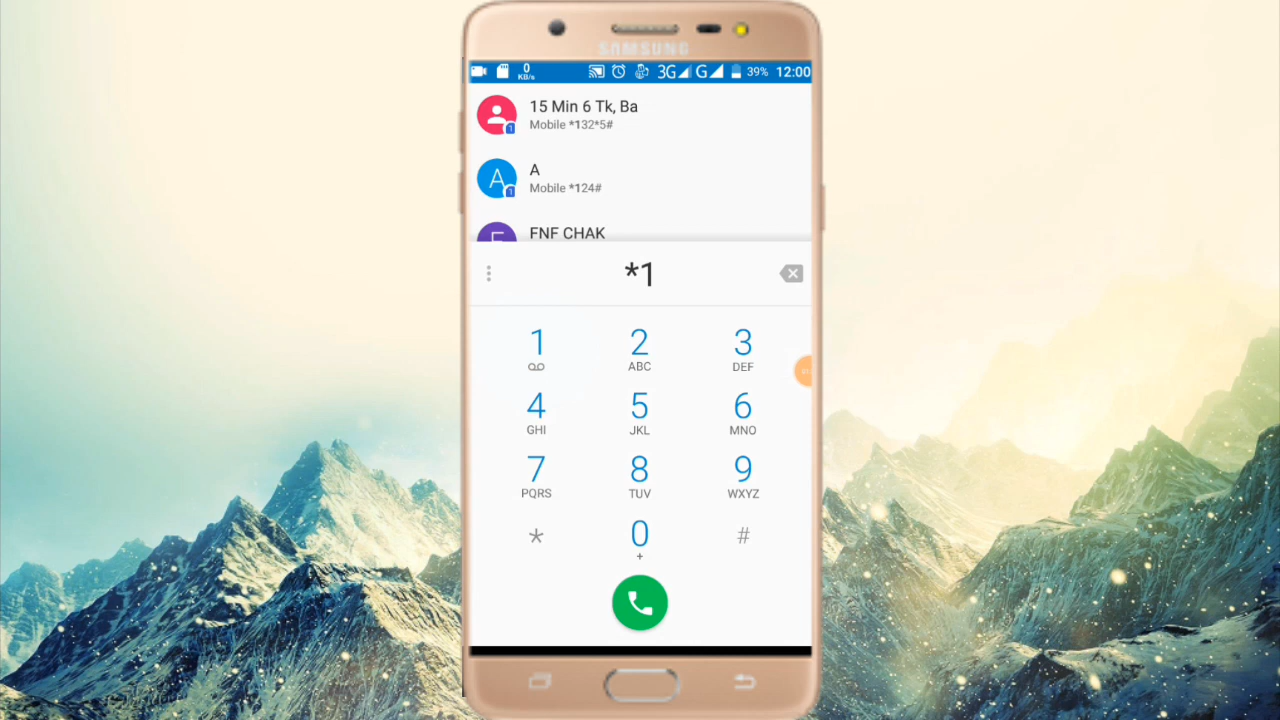 SAMSUNG
0
KB/s
3G G 39% 12:00
15 Min 6 Tk, Ba
1
Mobile *132*5#
A
A
1
Mobile *124#
FNF CHAK
F
*1
1 2 3
ABC DEF
4 5 6
GHI JKL MNO
7 8 9
PQRS TUV WXYZ
* 0 #
+